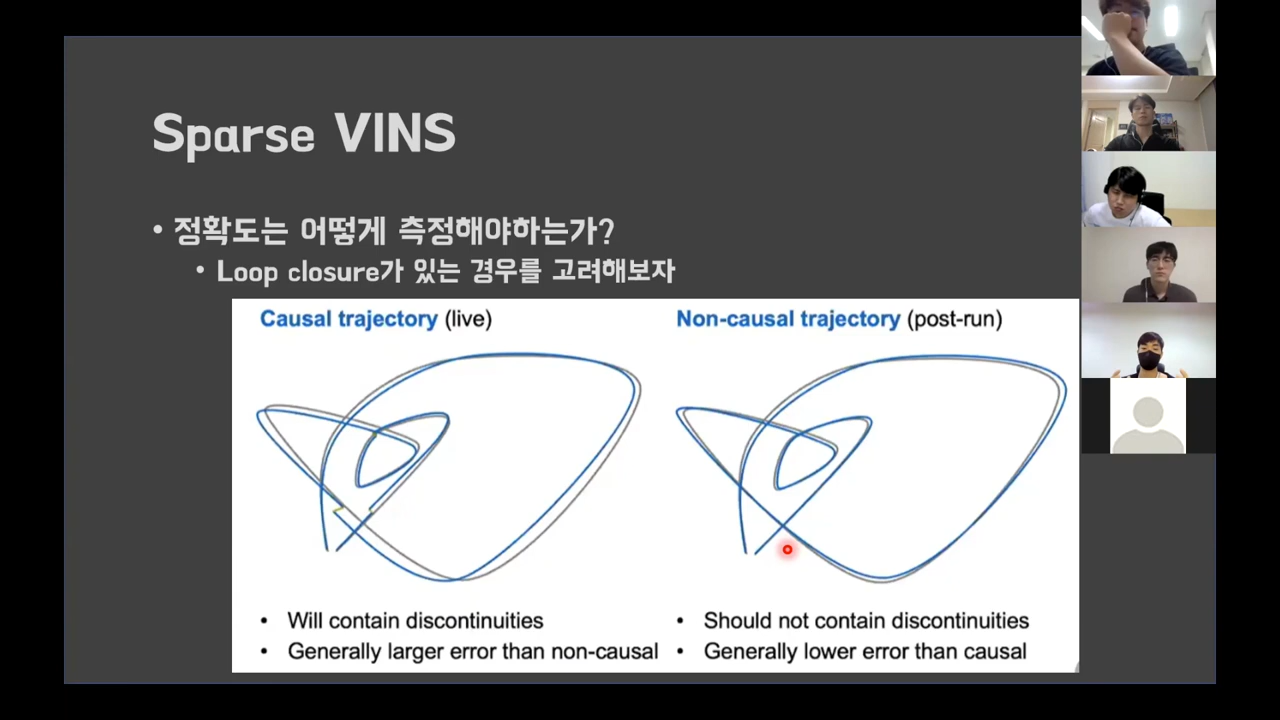 Sparse VINS
• 정확도는 어떻게 측정해야하는가?
• Loop closure가 있는 경우를 고려해보자
Causal trajectory (live)
• Will contain discontinuities
• Generally larger error than non-causal
Non-causal trajectory (post-run)
• Should not contain discontinuities
• Generally lower error than causal